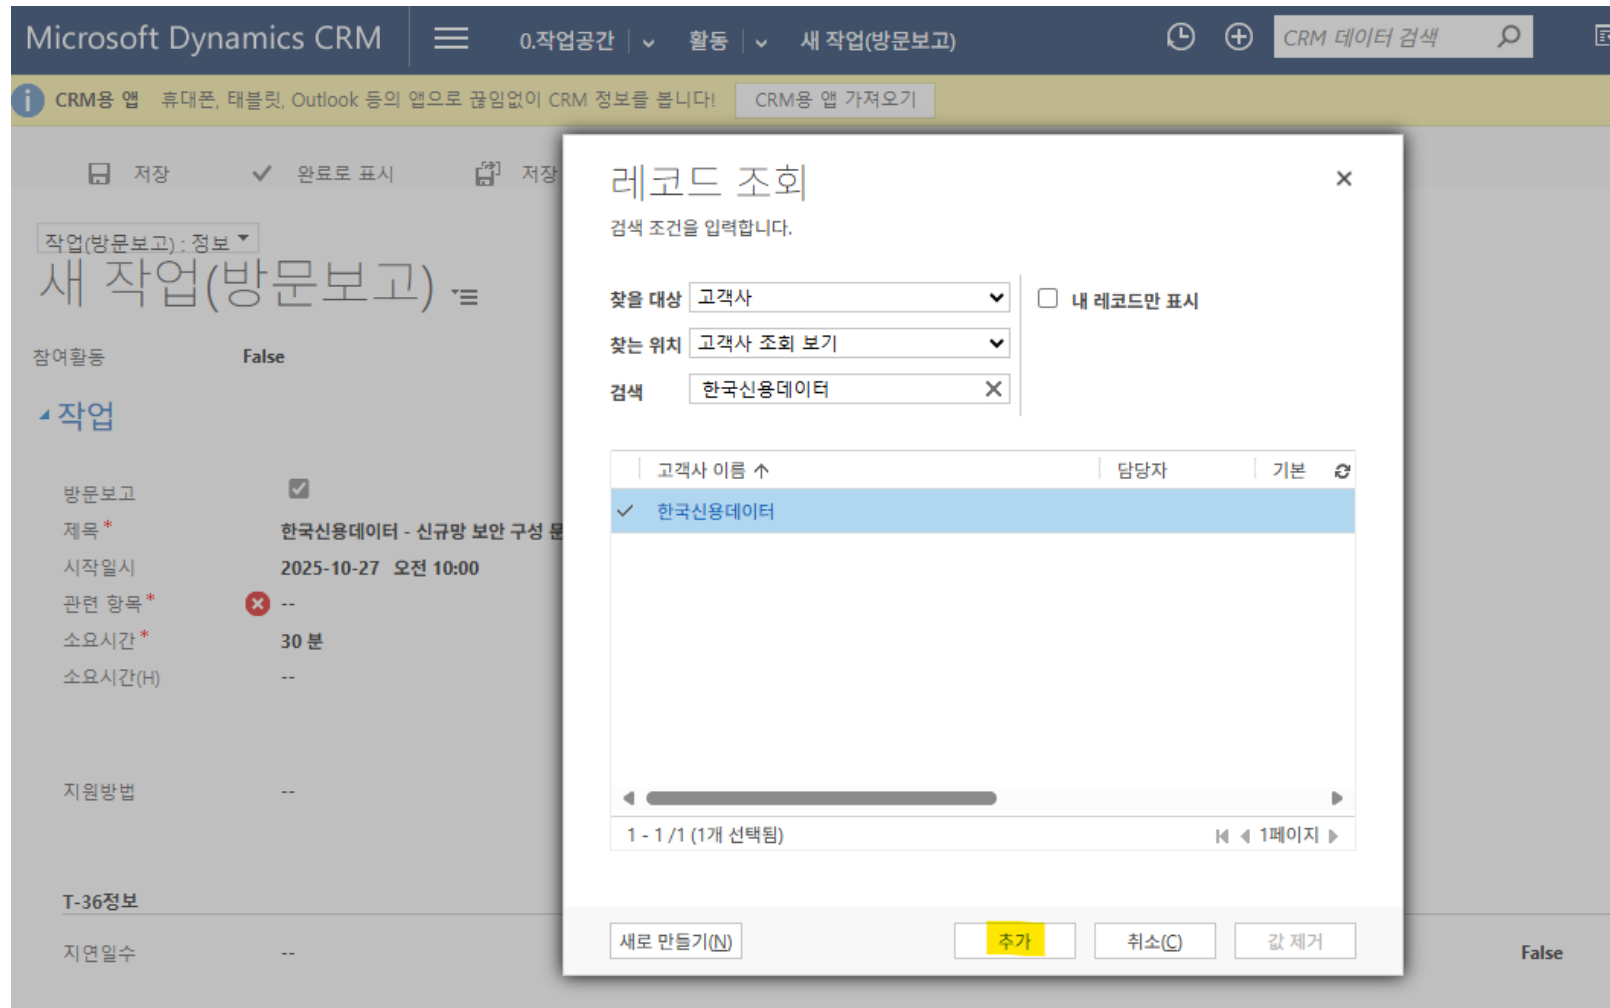 Microsoft Dynamics CRM 0.작업공간 활동 새 작업(방문보고) CRM 데이터 검색
CRM용 앱 휴대폰, 태블릿, Outlook 등의 앱으로 끊임없이 CRM 정보를 봅니다! CRM용 앱 가져오기
저장 완료로 표시 저장
작업(방문보고) : 정보
새 작업(방문보고)
참여활동 False
작업
방문보고
제목* 한국신용데이터 - 신규망 보안 구성 문
시작일시 2025-10-27 오전 10:00
관련 항목* --
소요시간* 30 분
소요시간(H) --
지원방법 --
T-36정보
지연일수 -- False
레코드 조회
검색 조건을 입력합니다.
찾을 대상 고객사 내 레코드만 표시
찾는 위치 고객사 조회 보기
검색 한국신용데이터
고객사 이름 담당자 기본
한국신용데이터
1 - 1 /1 (1개 선택됨) 1페이지
새로 만들기(N) 추가 취소(C) 값 제거